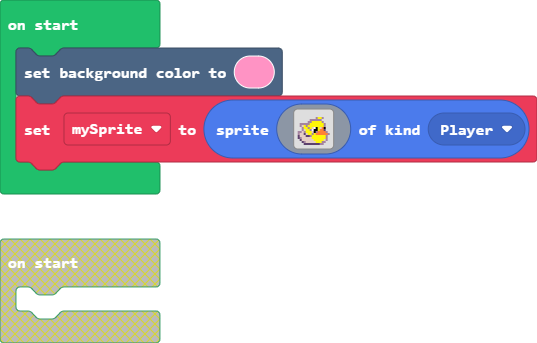 on start
set background color to
set mySprite to sprite of kind Player
on start